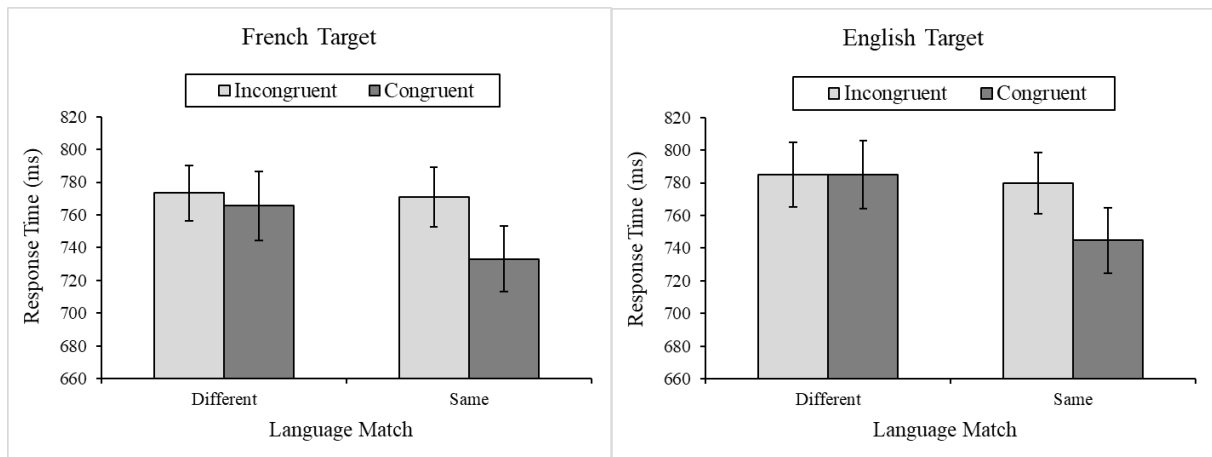 French Target
Incongruent Congruent
820
800
780
760
740
720
700
680
660
Response Time (ms)
Different Same
Language Match
English Target
Incongruent Congruent
820
800
780
760
740
720
700
680
660
Response Time (ms)
Different Same
Language Match